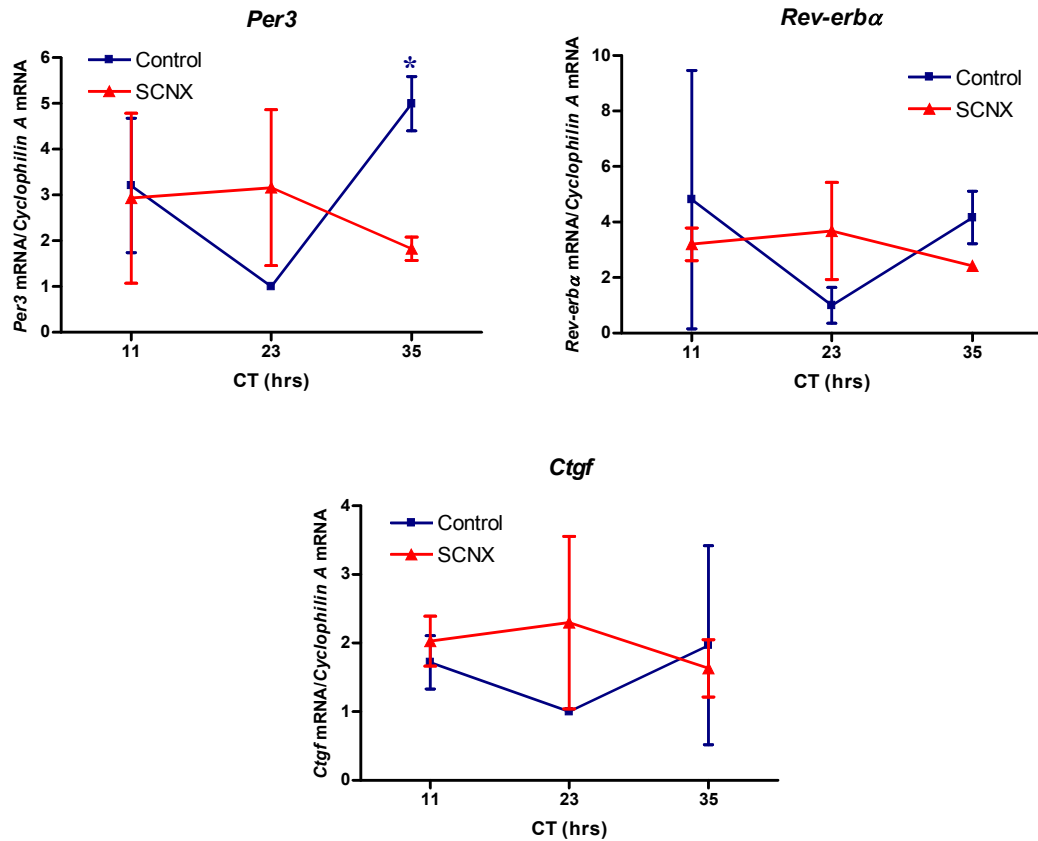 Per3
Per3 mRNA/Cyclophilin A mRNA
6
5
4
3
2
1
0
Control
SCNX
*
11 23 35
CT (hrs)
Rev-erbα
Rev-erbα mRNA/Cyclophilin A mRNA
10
8
6
4
2
0
Control
SCNX
11 23 35
CT (hrs)
Ctgf
Ctgf mRNA/Cyclophilin A mRNA
4
3
2
1
0
Control
SCNX
11 23 35
CT (hrs)